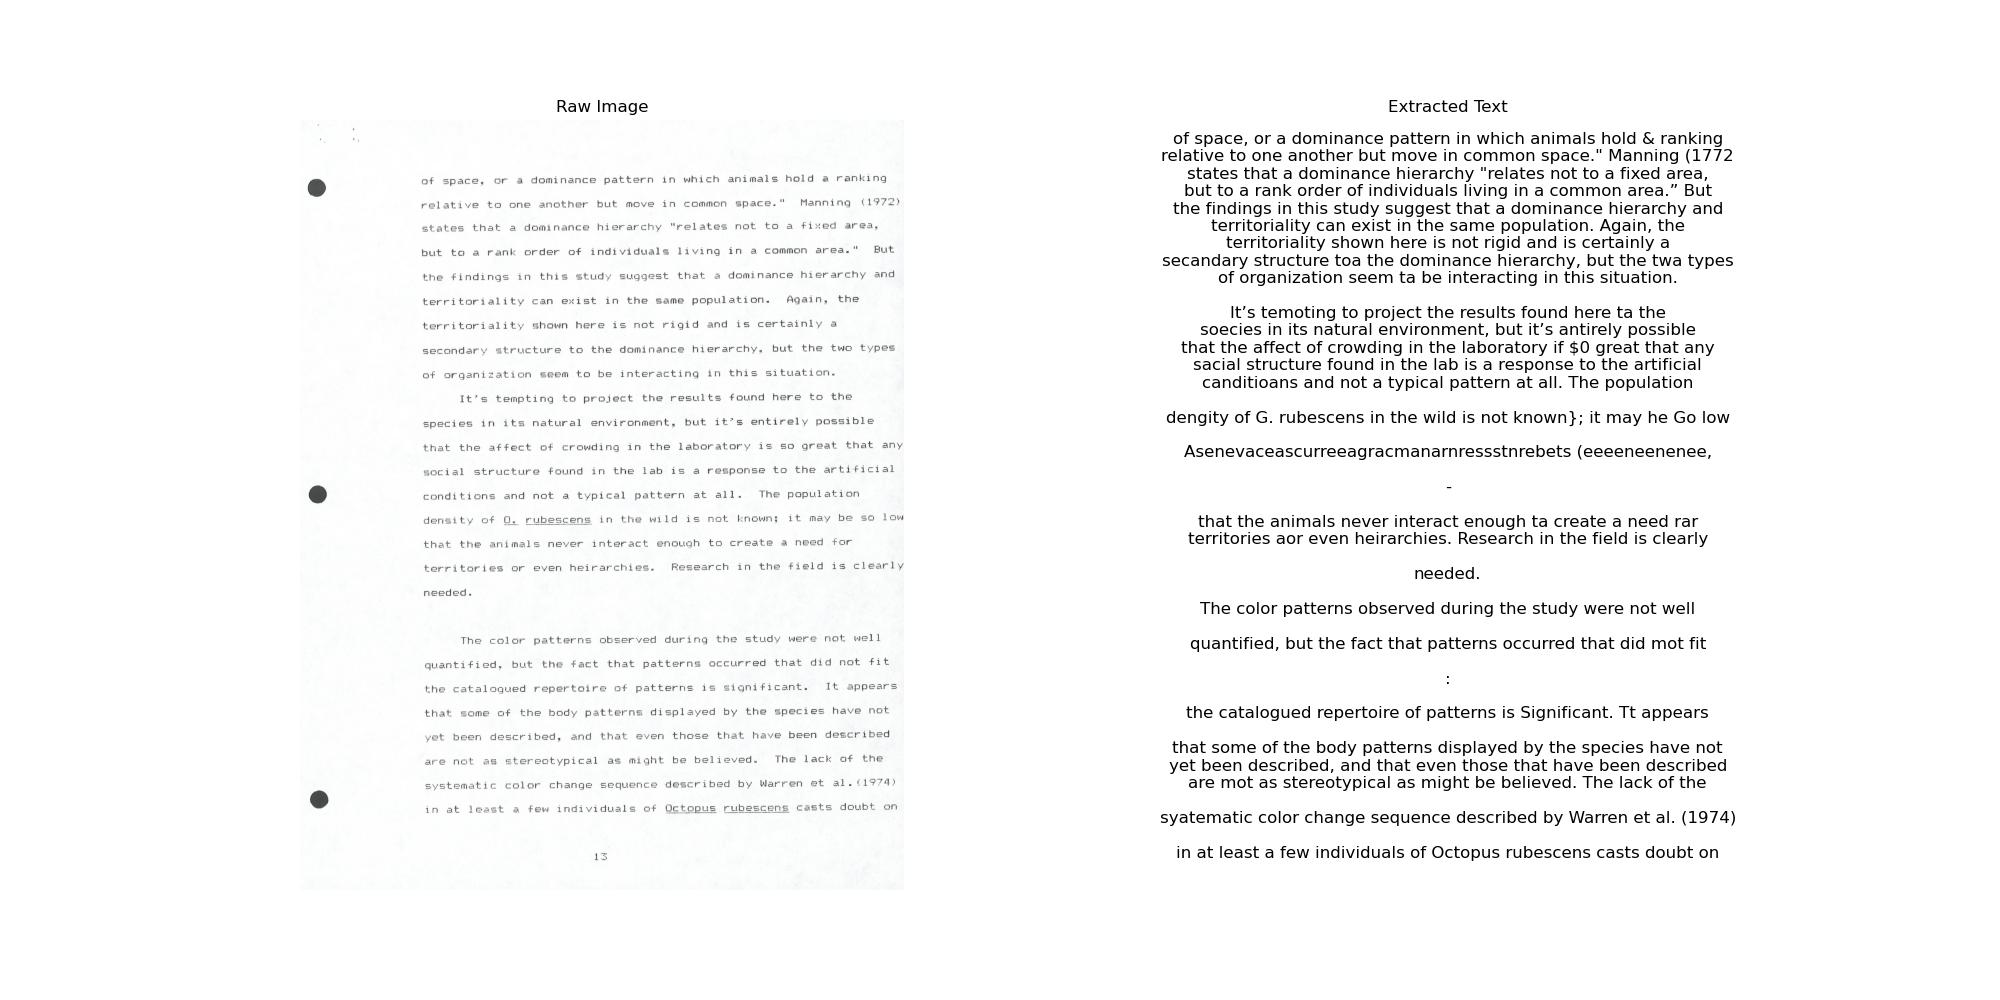 Raw Image
of space, or a dominance pattern in which animals hold a ranking
relative to one another but move in common space."  Manning (1972)
states that a dominance hierarchy "relates not to a fixed area,
but to a rank order of individuals living in a common area."  But
the findings in this study suggest that a dominance hierarchy and
territoriality can exist in the same population.  Again, the
territoriality shown here is not rigid and is certainly a
secondary structure to the dominance hierarchy, but the two types
of organization seem to be interacting in this situation.
It's tempting to project the results found here to the
species in its natural environment, but it's entirely possible
that the affect of crowding in the laboratory is so great that any
social structure found in the lab is a response to the artificial
conditions and not a typical pattern at all.  The population
density of O. rubescens in the wild is not known; it may be so low
that the animals never interact enough to create a need for
territories or even heirarchies.  Research in the field is clearly
needed.
The color patterns observed during the study were not well
quantified, but the fact that patterns occurred that did not fit
the catalogued repertoire of patterns is significant.  It appears
that some of the body patterns displayed by the species have not
yet been described, and that even those that have been described
are not as stereotypical as might be believed.  The lack of the
systematic color change sequence described by Warren et al.(1974)
in at least a few individuals of Octopus rubescens casts doubt on
13
Extracted Text
of space, or a dominance pattern in which animals hold & ranking
relative to one another but move in common space." Manning (1772
states that a dominance hierarchy "relates not to a fixed area,
but to a rank order of individuals living in a common area.” But
the findings in this study suggest that a dominance hierarchy and
territoriality can exist in the same population. Again, the
territoriality shown here is not rigid and is certainly a
secandary structure toa the dominance hierarchy, but the twa types
of organization seem ta be interacting in this situation.
It’s temoting to project the results found here ta the
soecies in its natural environment, but it’s antirely possible
that the affect of crowding in the laboratory if $0 great that any
sacial structure found in the lab is a response to the artificial
canditioans and not a typical pattern at all. The population
dengity of G. rubescens in the wild is not known}; it may he Go low
Asenevaceascurreeagracmanarnressstnrebets (eeeeneenenee,
-
that the animals never interact enough ta create a need rar
territories aor even heirarchies. Research in the field is clearly
needed.
The color patterns observed during the study were not well
quantified, but the fact that patterns occurred that did mot fit
:
the catalogued repertoire of patterns is Significant. Tt appears
that some of the body patterns displayed by the species have not
yet been described, and that even those that have been described
are mot as stereotypical as might be believed. The lack of the
syatematic color change sequence described by Warren et al. (1974)
in at least a few individuals of Octopus rubescens casts doubt on